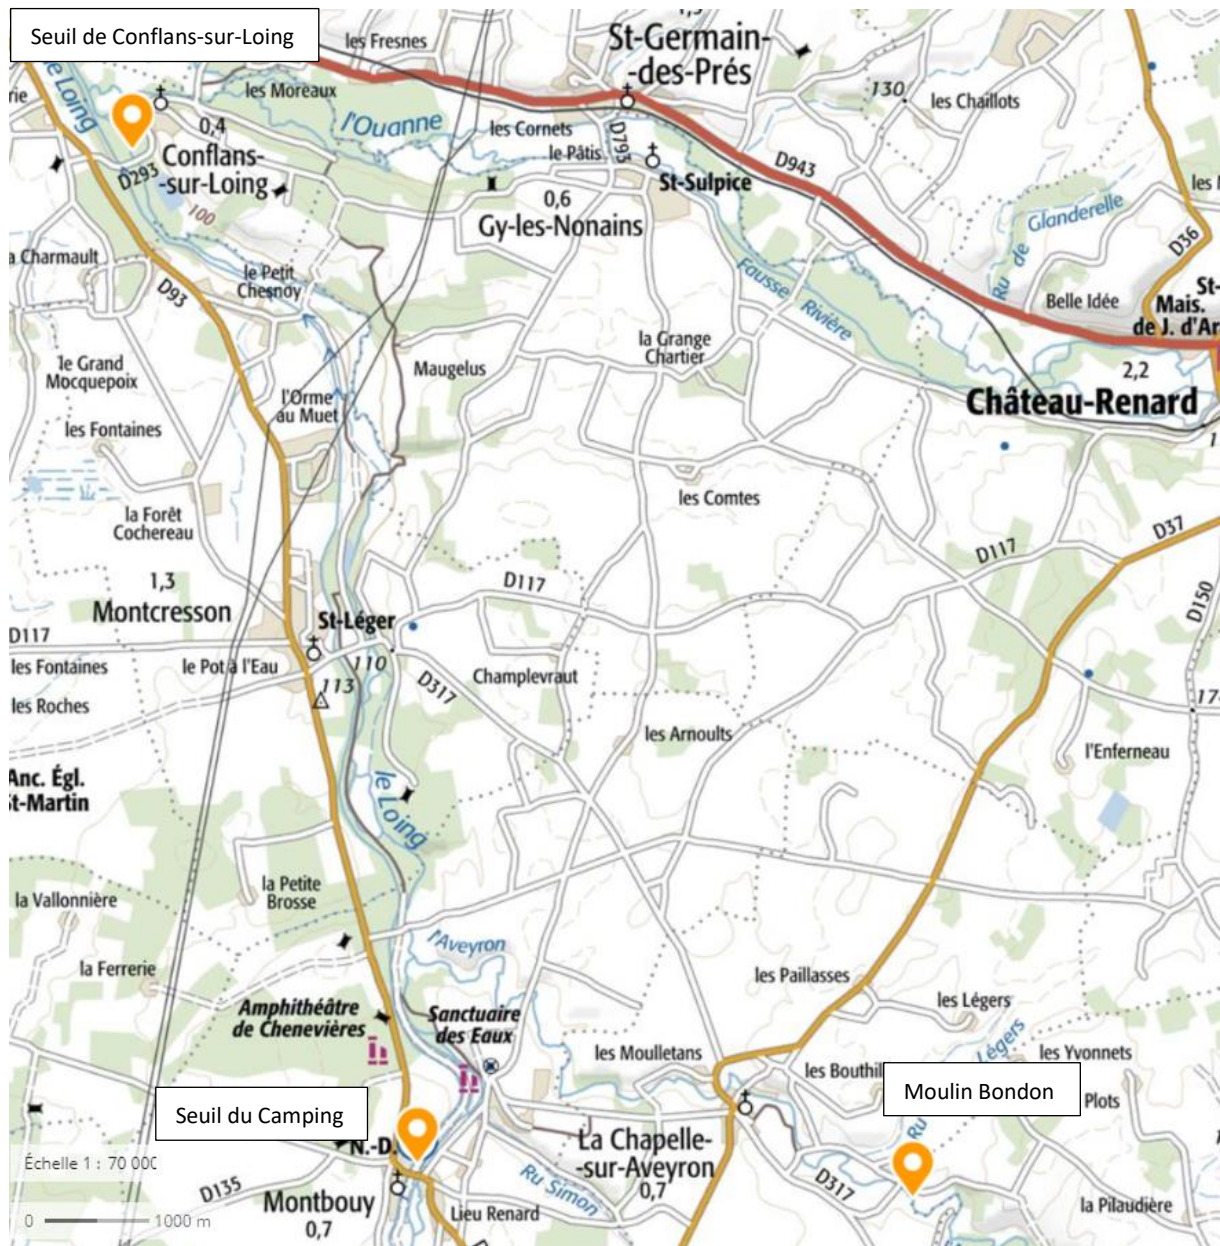 Seuil de Conflans-sur-Loing
les Fresnes
St-Germain-
-des-Prés
le Loing
les Moreaux
l'Ouanne
130
les Chaillots
0,4
les Cornets
D793
le Pâtis
D943
Conflans-
-sur-Loing
D293
St-Sulpice
0,6
Gy-les-Nonains
100
Glanderelle
Ru de
D36
a Charmault
le Petit
Chesnoy
D93
Fausse Rivière
Belle Idée
St-
Mais.
de J. d'Ar
la Grange
Chartier
le Grand
Mocquepoix
Maugelus
2,2
Château-Renard
l'Orme
au Muet
les Fontaines
les Comtes
la Forêt
Cochereau
D37
D117
1,3
Montcresson
D117
D150
St-Léger
D117
les Fontaines
le Pot à l'Eau
110
Champlevraut
113
D317
les Roches
17
les Arnoults
l'Enferneau
Anc. Égl.
t-Martin
le Loing
la Petite
Brosse
la Vallonnière
l'Aveyron
la Ferrerie
les Paillasses
les Légers
Amphithéâtre
de Chenevières
Sanctuaire
des Eaux
Légers
les Moulletans
les Yvonnets
les Bouthil
Moulin Bondon
Plots
Seuil du Camping
Ru
N.-D.
La Chapelle-
-sur-Aveyron
0,7
Échelle 1 : 70 000
D135
Montbouy
0,7
Ru Simon
D317
la Pilaudière
Lieu Renard
0
1000 m